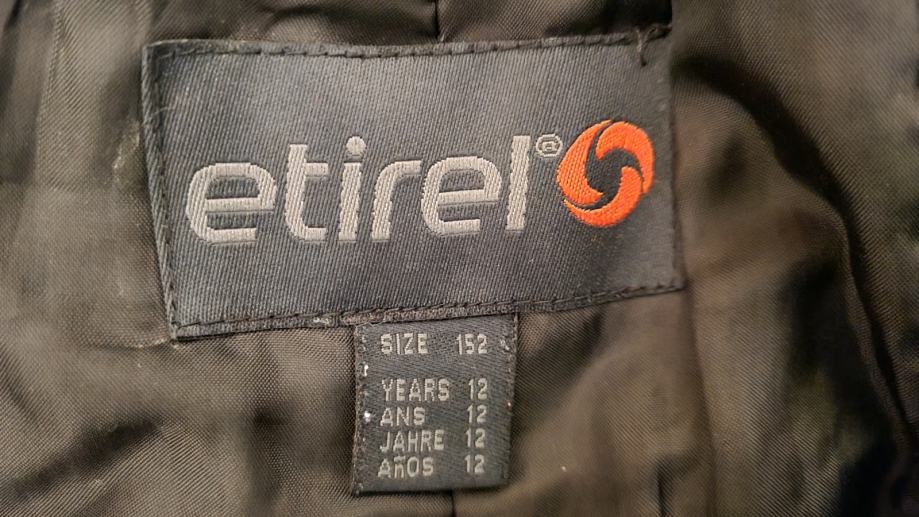 etirel®
SIZE 152
YEARS 12
ANS 12
JAHRE 12
AÑOS 12